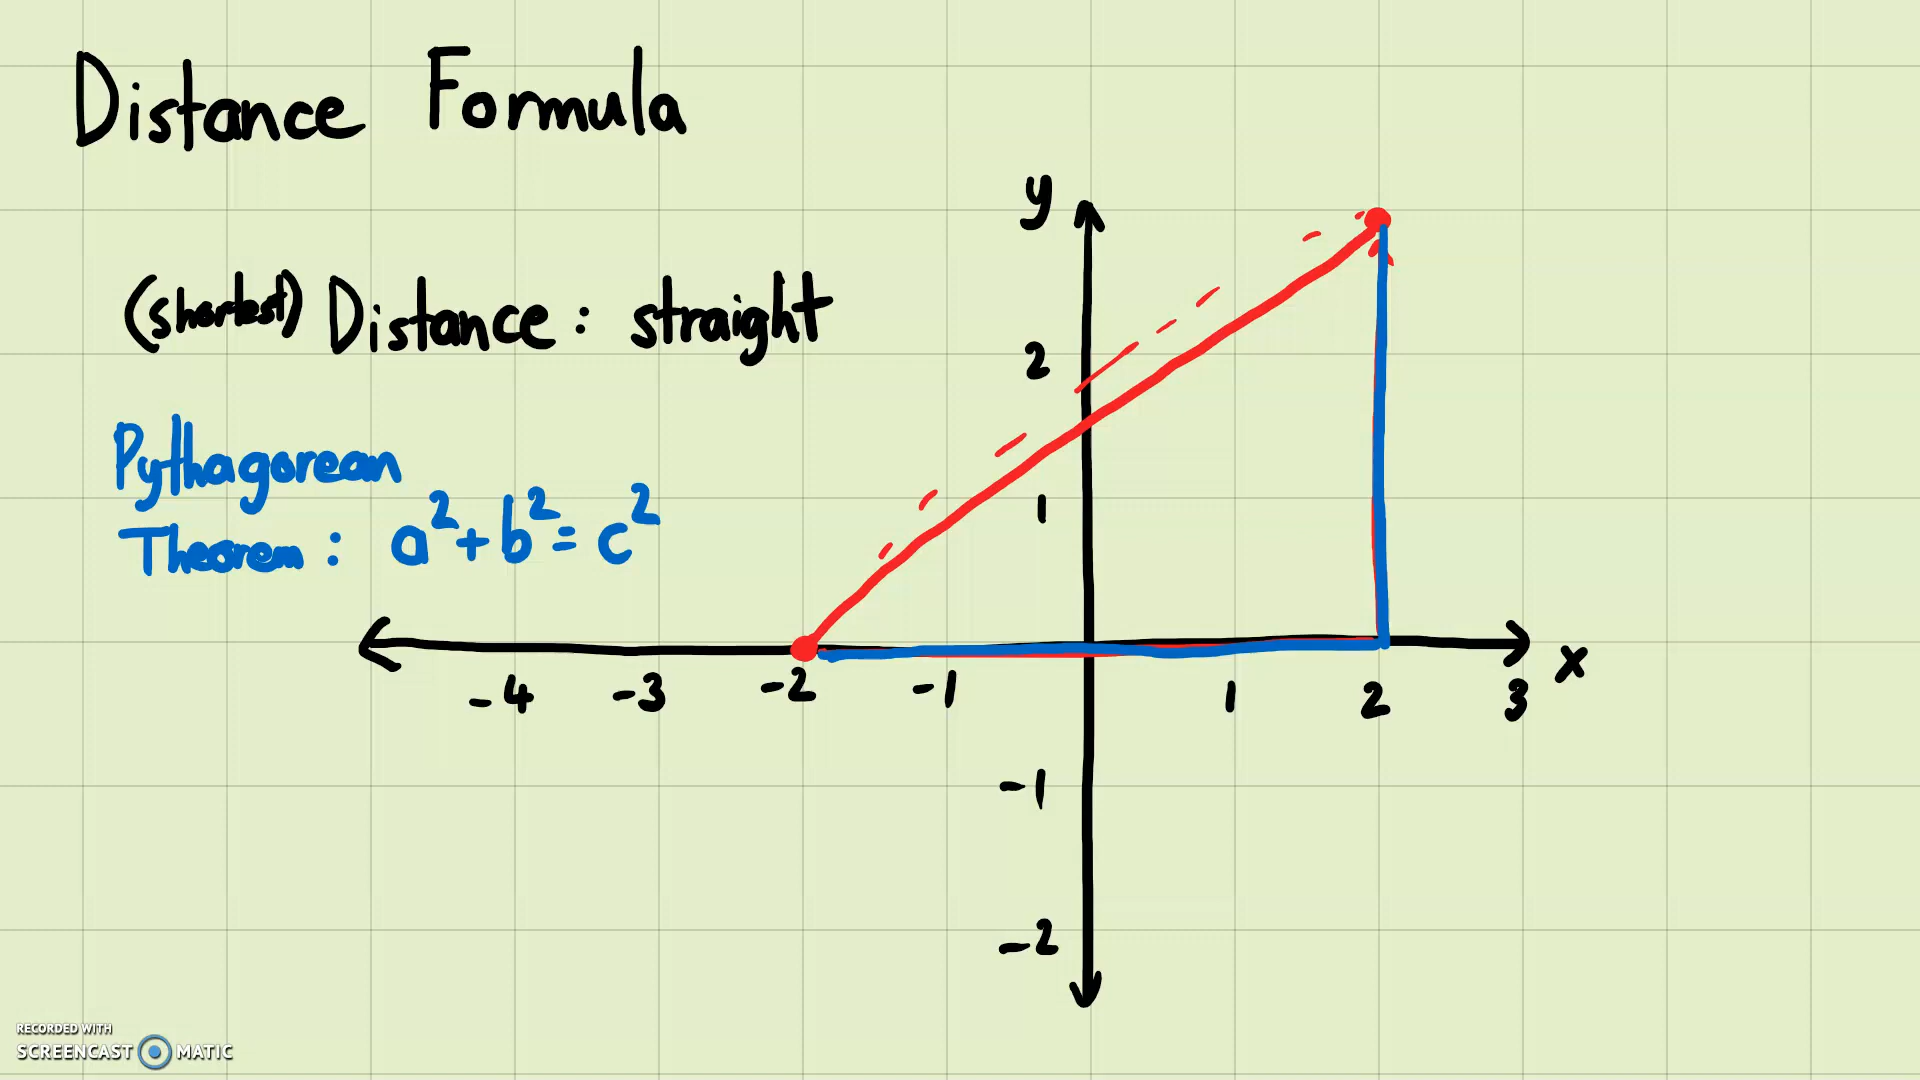 Distance Formula
(shortest) Distance: straight
Pythagorean
Theorem: a²+b²=c²
y
2
1
-4 -3 -2 -1 1 2 3 x
-1
-2
RECORDED WITH
SCREENCAST MATIC